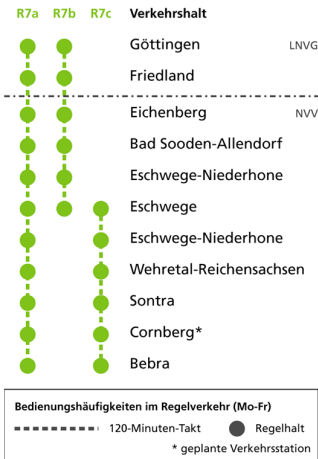 R7a R7b R7c Verkehrshalt
Göttingen LNVG
Friedland
Eichenberg NVV
Bad Sooden-Allendorf
Eschwege-Niederhone
Eschwege
Eschwege-Niederhone
Wehretal-Reichensachsen
Sontra
Cornberg*
Bebra
Bedienungshäufigkeiten im Regelverkehr (Mo-Fr)
120-Minuten-Takt Regelhalt
* geplante Verkehrsstation